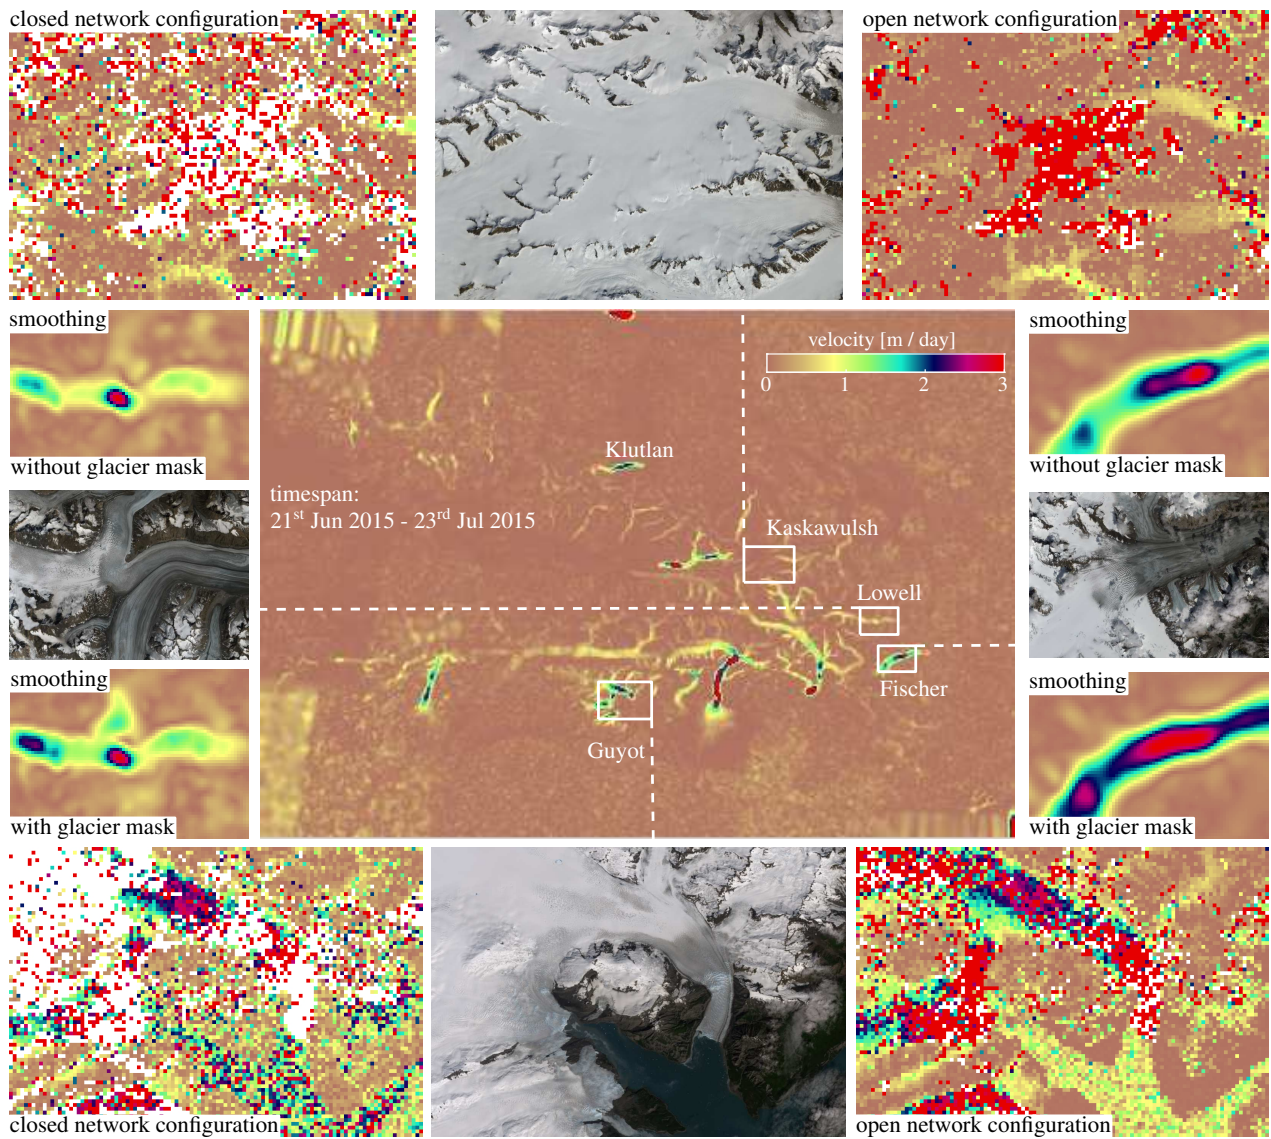 closed network configuration
open network configuration
smoothing
without glacier mask
smoothing
with glacier mask
velocity [m / day]
0 1 2 3
Klutlan
timespan:
21st Jun 2015 - 23rd Jul 2015
Kaskawulsh
Lowell
Fischer
Guyot
smoothing
without glacier mask
smoothing
with glacier mask
closed network configuration
open network configuration